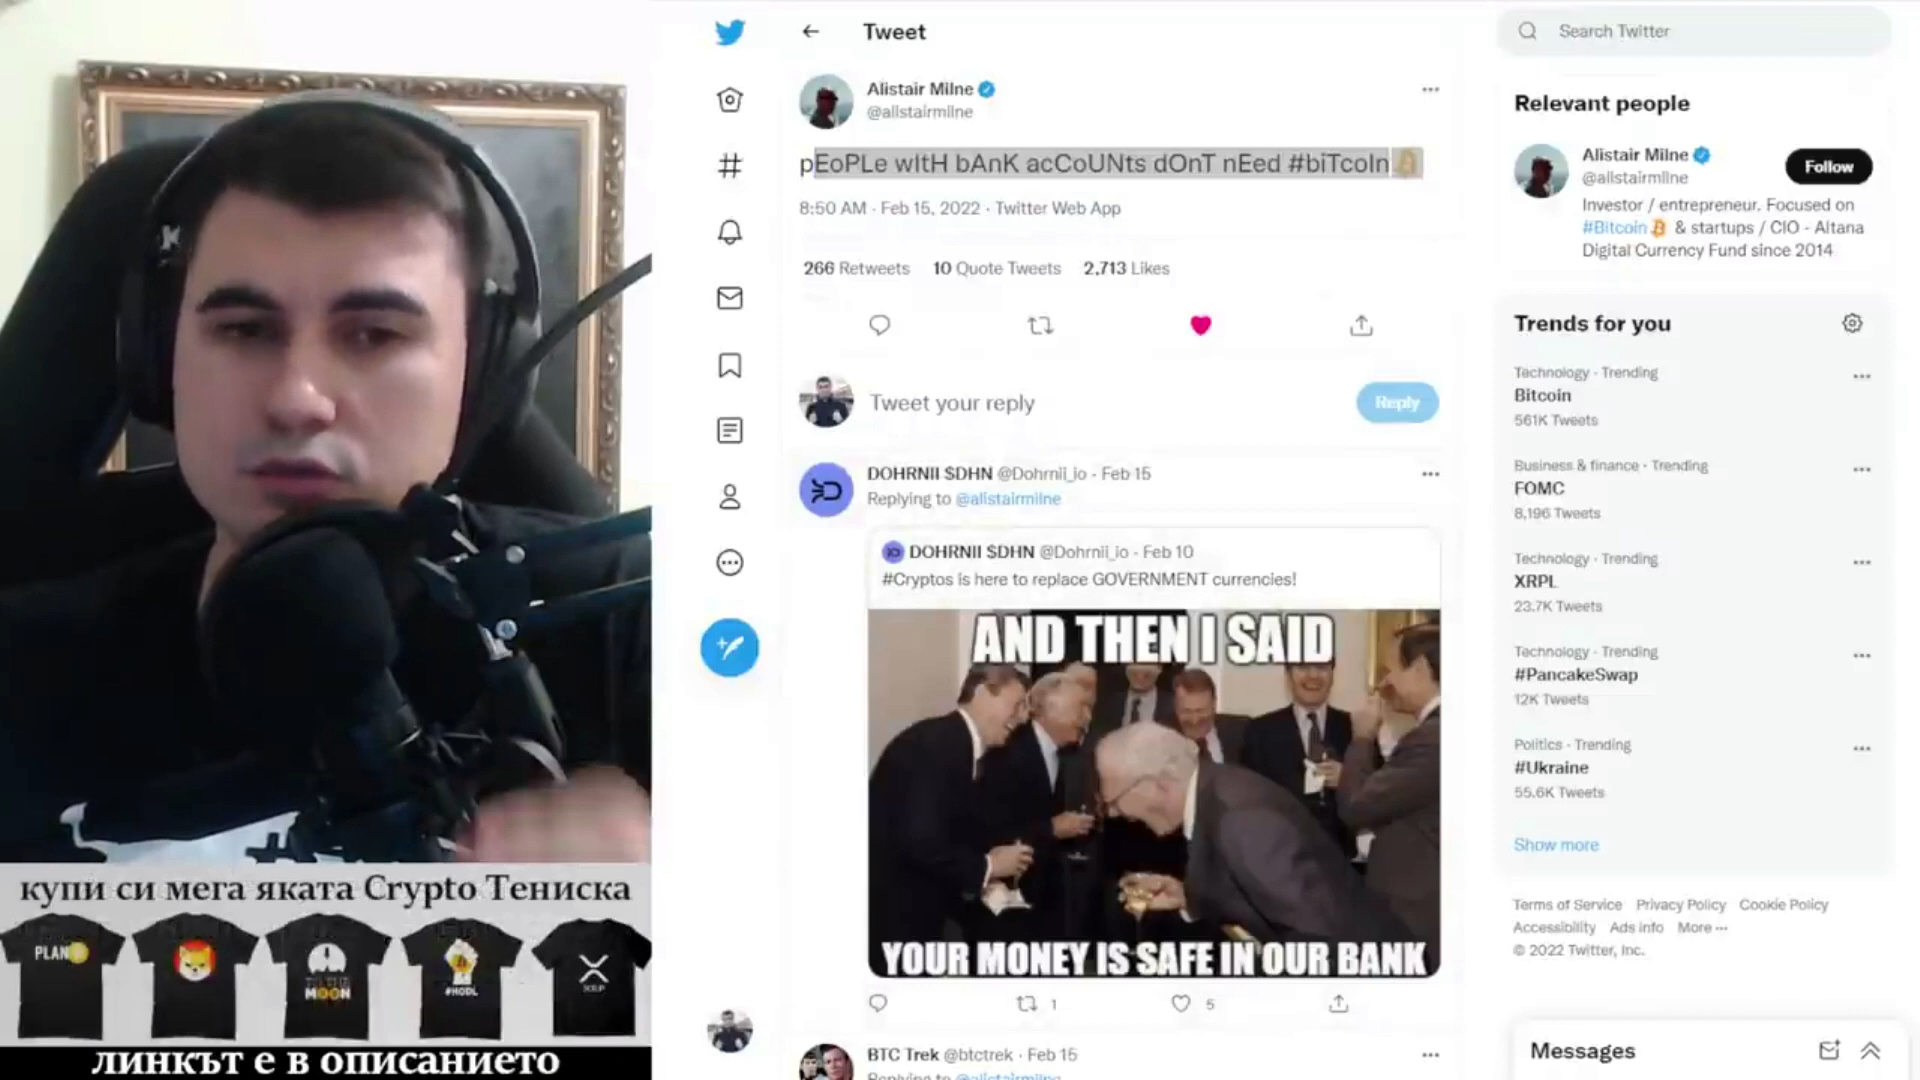 Tweet
Search Twitter
Alistair Milne
@alistairmilne
pEoPLe wItH bAnK acCoUNts dOnT nEed #biTcoIn
8:50 AM · Feb 15, 2022 · Twitter Web App
266 Retweets 10 Quote Tweets 2,713 Likes
Tweet your reply
Reply
DOHRNII $DHN @Dohrnii_io · Feb 15
Replying to @alistairmilne
DOHRNII $DHN @Dohrnii_io · Feb 10
#Cryptos is here to replace GOVERNMENT currencies!
AND THEN I SAID
YOUR MONEY IS SAFE IN OUR BANK
1
5
BTC Trek @btctrek · Feb 15
Replying to @alistairmilne
Relevant people
Alistair Milne
@alistairmilne
Follow
Investor / entrepreneur. Focused on
#Bitcoin & startups / CIO - Altana
Digital Currency Fund since 2014
Trends for you
Technology · Trending
Bitcoin
561K Tweets
Business & finance · Trending
FOMC
8,196 Tweets
Technology · Trending
XRPL
23.7K Tweets
Technology · Trending
#PancakeSwap
12K Tweets
Politics · Trending
#Ukraine
55.6K Tweets
Show more
Terms of Service Privacy Policy Cookie Policy
Accessibility Ads info More ···
© 2022 Twitter, Inc.
Messages
купи си мега яката Crypto Тениска
PLAN
MOON
#HODL
XRP
линкът е в описанието